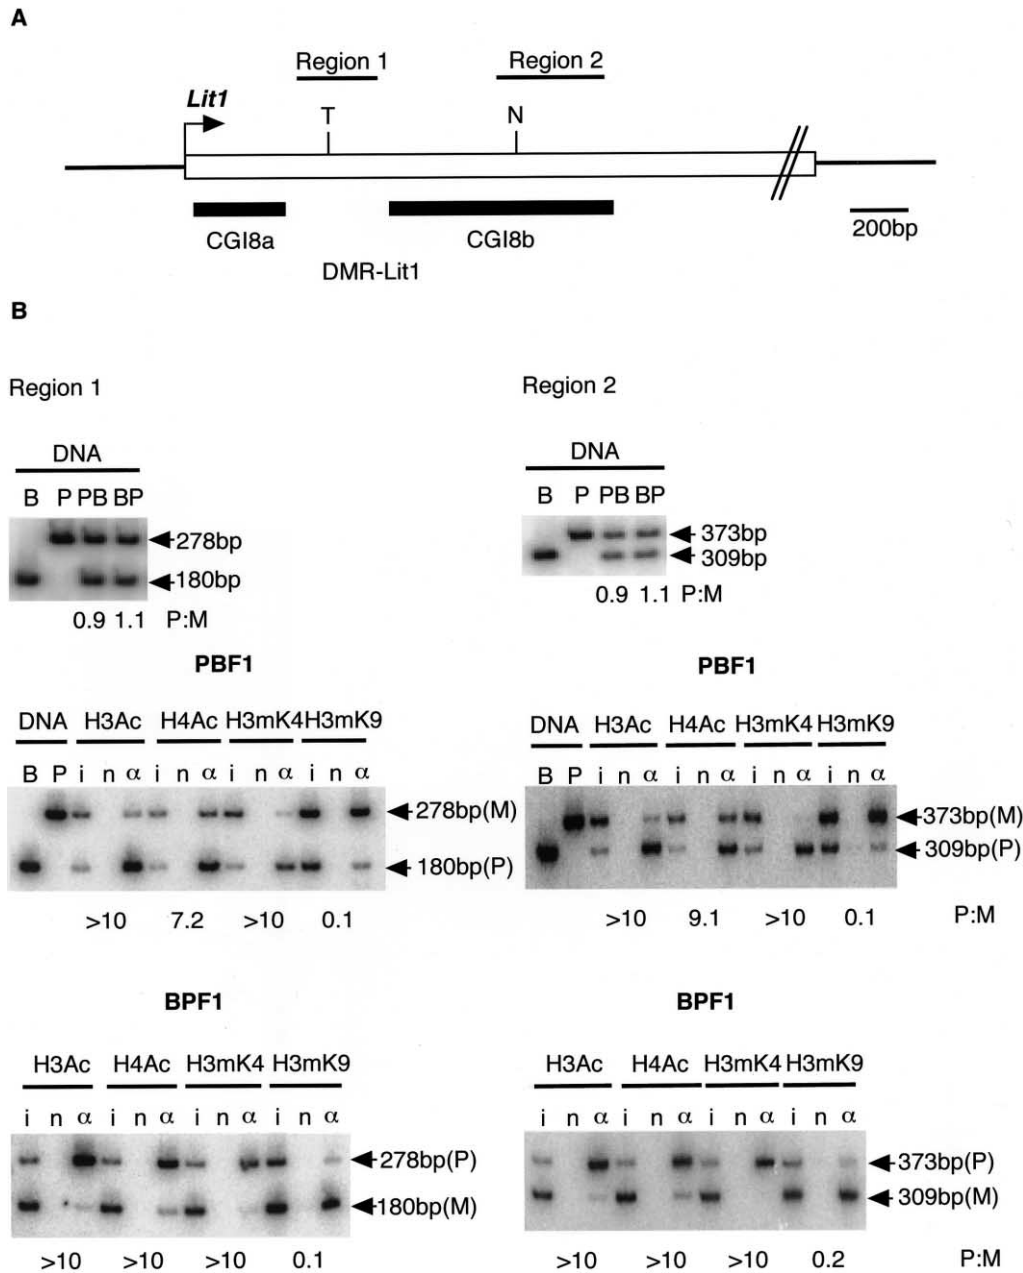 A
Region 1 Region 2
Lit1
T N
CGI8a CGI8b 200bp
DMR-Lit1
B
Region 1
DNA
B P PB BP
278bp
180bp
0.9 1.1 P:M
PBF1
DNA H3Ac H4Ac H3mK4 H3mK9
B P i n α i n α i n α i n α
278bp(M)
180bp(P)
>10 7.2 >10 0.1
BPF1
H3Ac H4Ac H3mK4 H3mK9
i n α i n α i n α i n α
278bp(P)
180bp(M)
>10 >10 >10 0.1
Region 2
DNA
B P PB BP
373bp
309bp
0.9 1.1 P:M
PBF1
DNA H3Ac H4Ac H3mK4 H3mK9
B P i n α i n α i n α i n α
373bp(M)
309bp(P)
>10 9.1 >10 0.1 P:M
BPF1
H3Ac H4Ac H3mK4 H3mK9
i n α i n α i n α i n α
373bp(P)
309bp(M)
>10 >10 >10 0.2 P:M